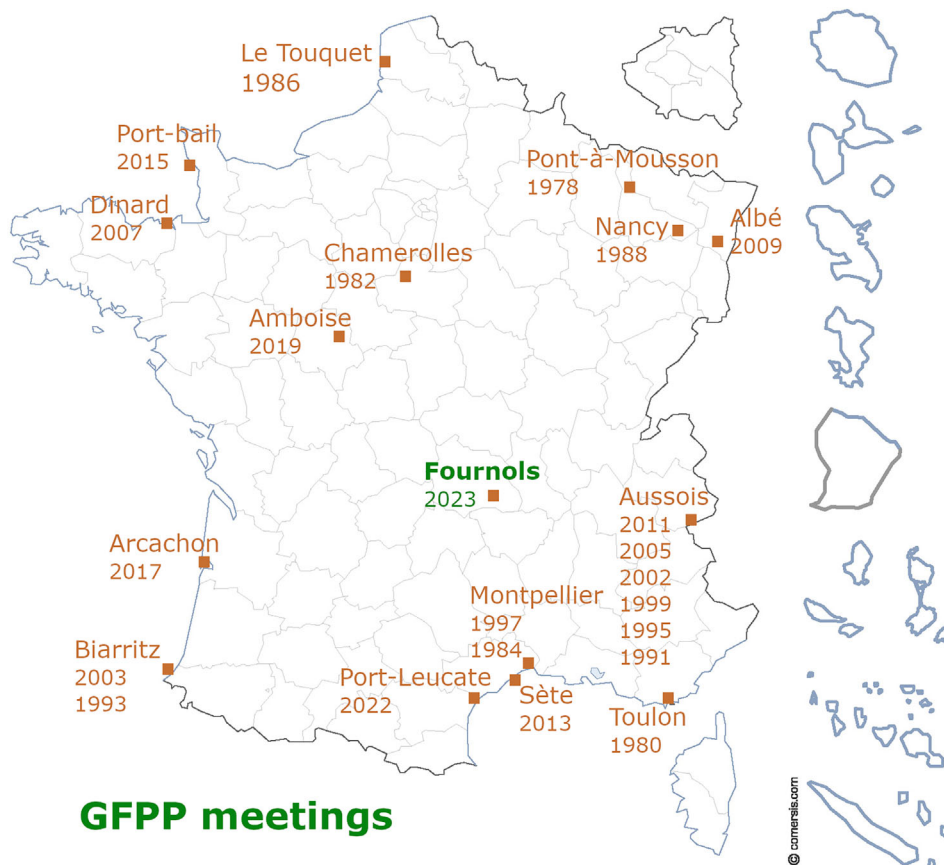 Le Touquet
1986
Port-bail
2015
Pont-à-Mousson
1978
Dinard
2007
Nancy
1988
Albé
2009
Chamerolles
1982
Amboise
2019
Fournols
2023
Aussois
2011
2005
2002
1999
1995
1991
Arcachon
2017
Montpellier
1997
1984
Biarritz
2003
1993
Port-Leucate
2022
Sète
2013
Toulon
1980
GFPP meetings
© comersis.com